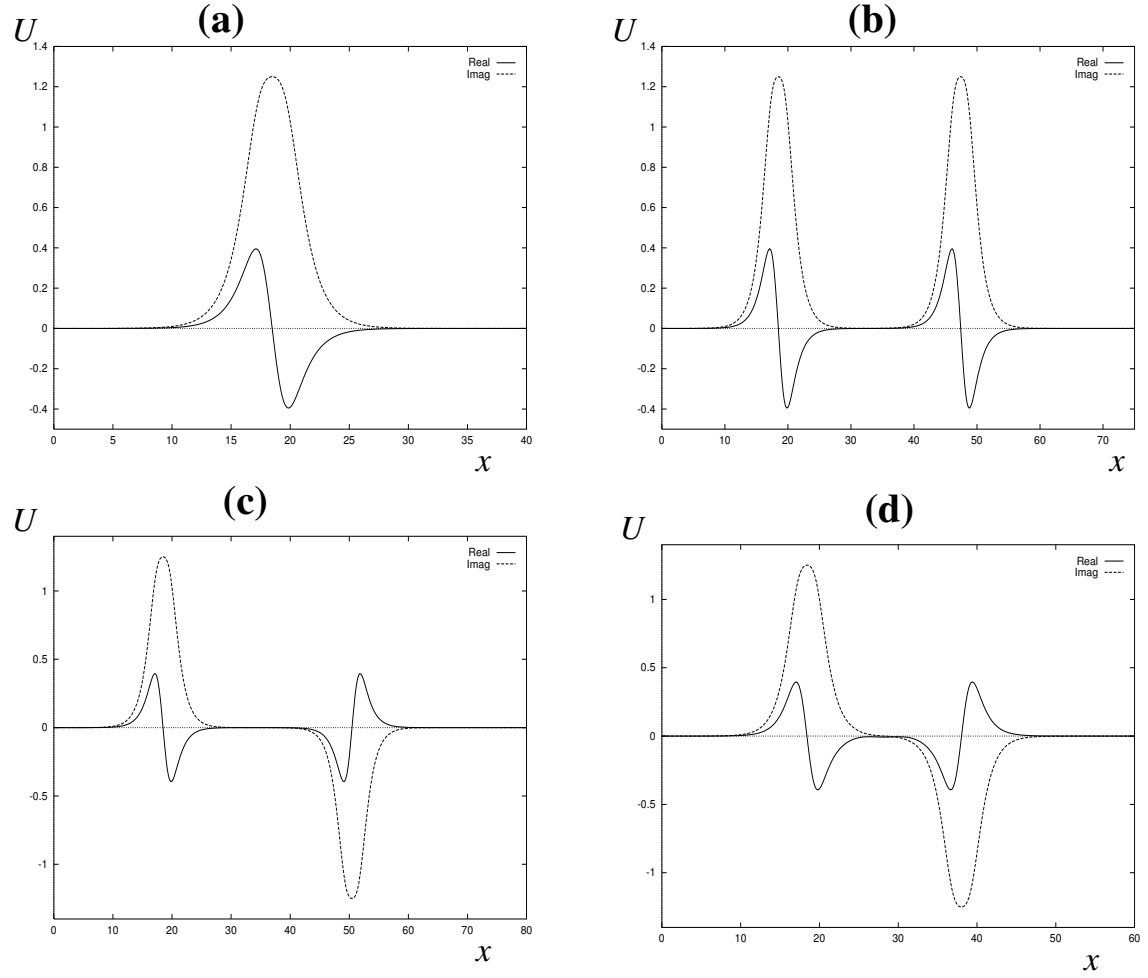 (a)
U
1.4
1.2
1
0.8
0.6
0.4
0.2
0
-0.2
-0.4
Real
Imag
0 5 10 15 20 25 30 35 40
x
(b)
U
1.4
1.2
1
0.8
0.6
0.4
0.2
0
-0.2
-0.4
Real
Imag
0 10 20 30 40 50 60 70
x
(c)
U
1
0.5
0
-0.5
-1
Real
Imag
0 10 20 30 40 50 60 70 80
x
(d)
U
1
0.5
0
-0.5
-1
Real
Imag
0 10 20 30 40 50 60
x